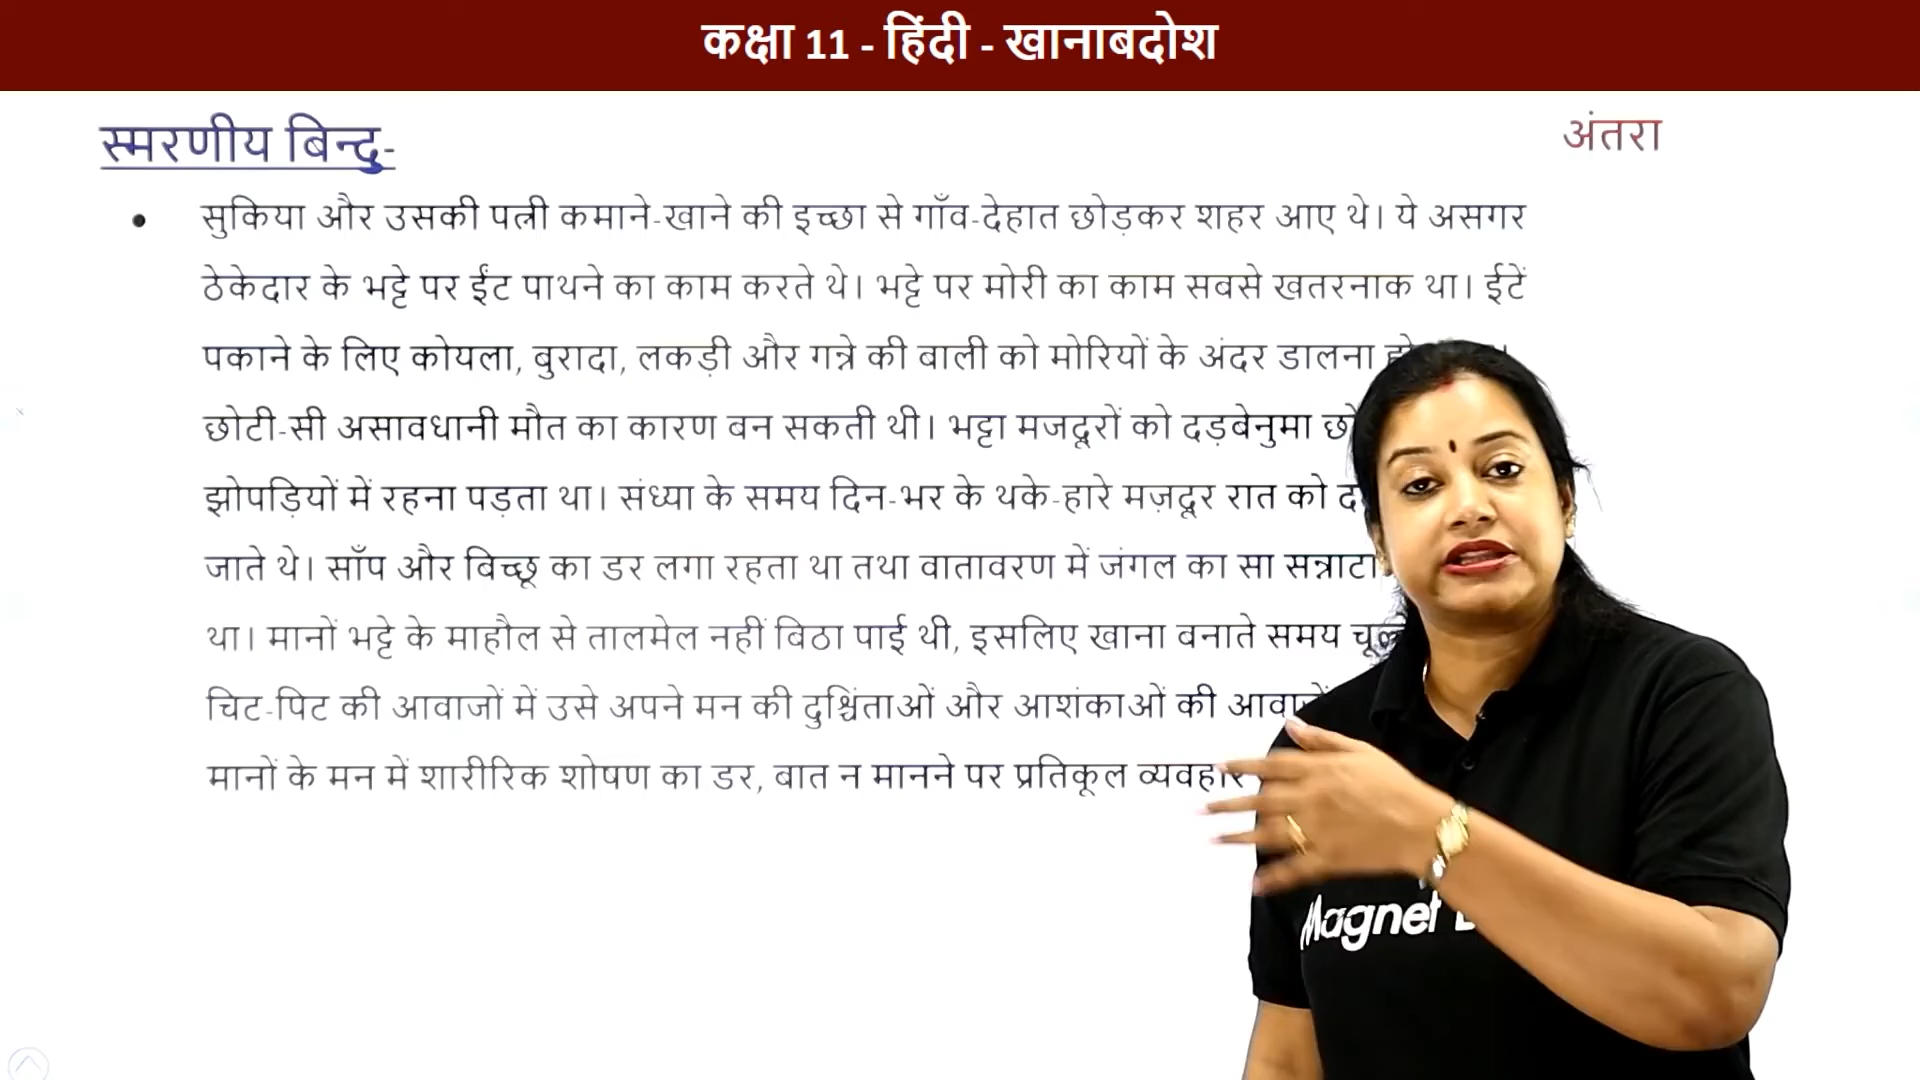 कक्षा 11 - हिंदी - खानाबदोश
स्मरणीय बिन्दु-
अंतरा
• सुकिया और उसकी पत्नी कमाने-खाने की इच्छा से गाँव-देहात छोड़कर शहर आए थे। ये असगर
ठेकेदार के भट्टे पर ईंट पाथने का काम करते थे। भट्टे पर मोरी का काम सबसे खतरनाक था। ईटें
पकाने के लिए कोयला, बुरादा, लकड़ी और गन्ने की बाली को मोरियों के अंदर डालना
छोटी-सी असावधानी मौत का कारण बन सकती थी। भट्टा मजदूरों को दड़बेनुमा
झोपड़ियों में रहना पड़ता था। संध्या के समय दिन-भर के थके-हारे मज़दूर रात को
जाते थे। साँप और बिच्छू का डर लगा रहता था तथा वातावरण में जंगल का सा सन्नाटा
था। मानों भट्टे के माहौल से तालमेल नहीं बिठा पाई थी, इसलिए खाना बनाते समय
चिट-पिट की आवाजों में उसे अपने मन की दुश्चिंताओं और आशंकाओं की
मानों के मन में शारीरिक शोषण का डर, बात न मानने पर प्रतिकूल व्यवहार
Magnet